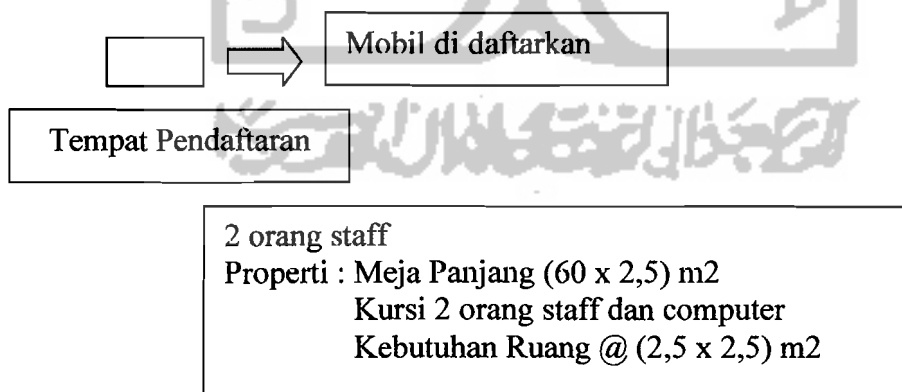 Mobil di daftarkan
Tempat Pendaftaran
2 orang staff
Properti : Meja Panjang (60 x 2,5) m2
Kursi 2 orang staff dan computer
Kebutuhan Ruang @ (2,5 x 2,5) m2